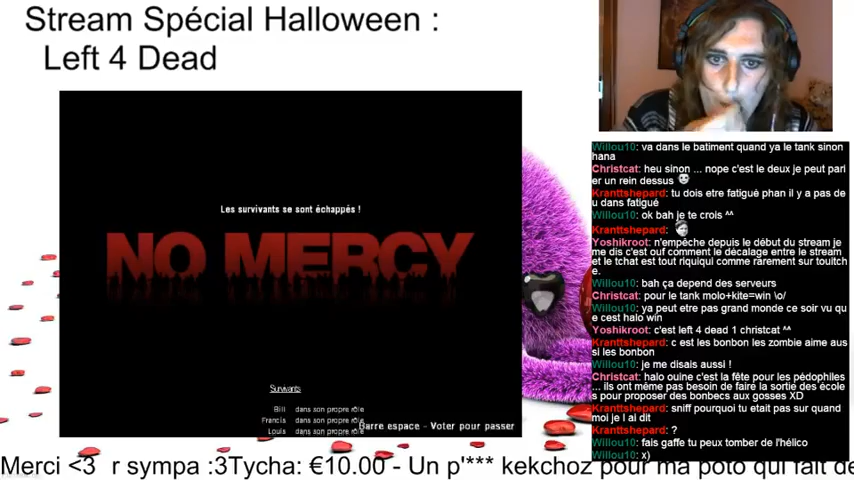 Stream Spécial Halloween :
Left 4 Dead
Les survivants se sont échappés !
NO MERCY
Survivants
Bill dans son propre rôle
Francis dans son propre rôle
Louis dans son propre rôle
Barre espace - Voter pour passer
Willou10: va dans le batiment quand ya le tank sinon
hana
Christcat: heu sinon ... nope c'est le deux je peut pari
er un rein dessus
Kranttshepard: tu dois etre fatigué phan il y a pas de
u dans fatigué
Willou10: ok bah je te crois ^^
Kranttshepard:
Yoshikroot: n'empêche depuis le début du stream je
me dis c'est ouf comment le décalage entre le stream
et le tchat est tout riquiqui comme rarement sur touitch
e.
Willou10: bah ça depend des serveurs
Christcat: pour le tank molo+kite=win \o/
Willou10: ya peut etre pas grand monde ce soir vu qu
e cest halo win
Yoshikroot: c'est left 4 dead 1 christcat ^^
Kranttshepard: c est les bonbon les zombie aime aus
si les bonbon
Willou10: je me disais aussi !
Christcat: halo ouine c'est la fête pour les pédophiles
... ils ont même pas besoin de faire la sortie des école
s pour proposer des bonbecs aux gosses XD
Kranttshepard: sniff pourquoi tu etait pas sur quand
moi je l ai dit
Kranttshepard: ?
Willou10: fais gaffe tu peux tomber de l'hélico
Willou10: x)
Merci <3 r sympa :3Tycha: €10.00 - Un p'*** kekchoz pour ma poto qui fait de